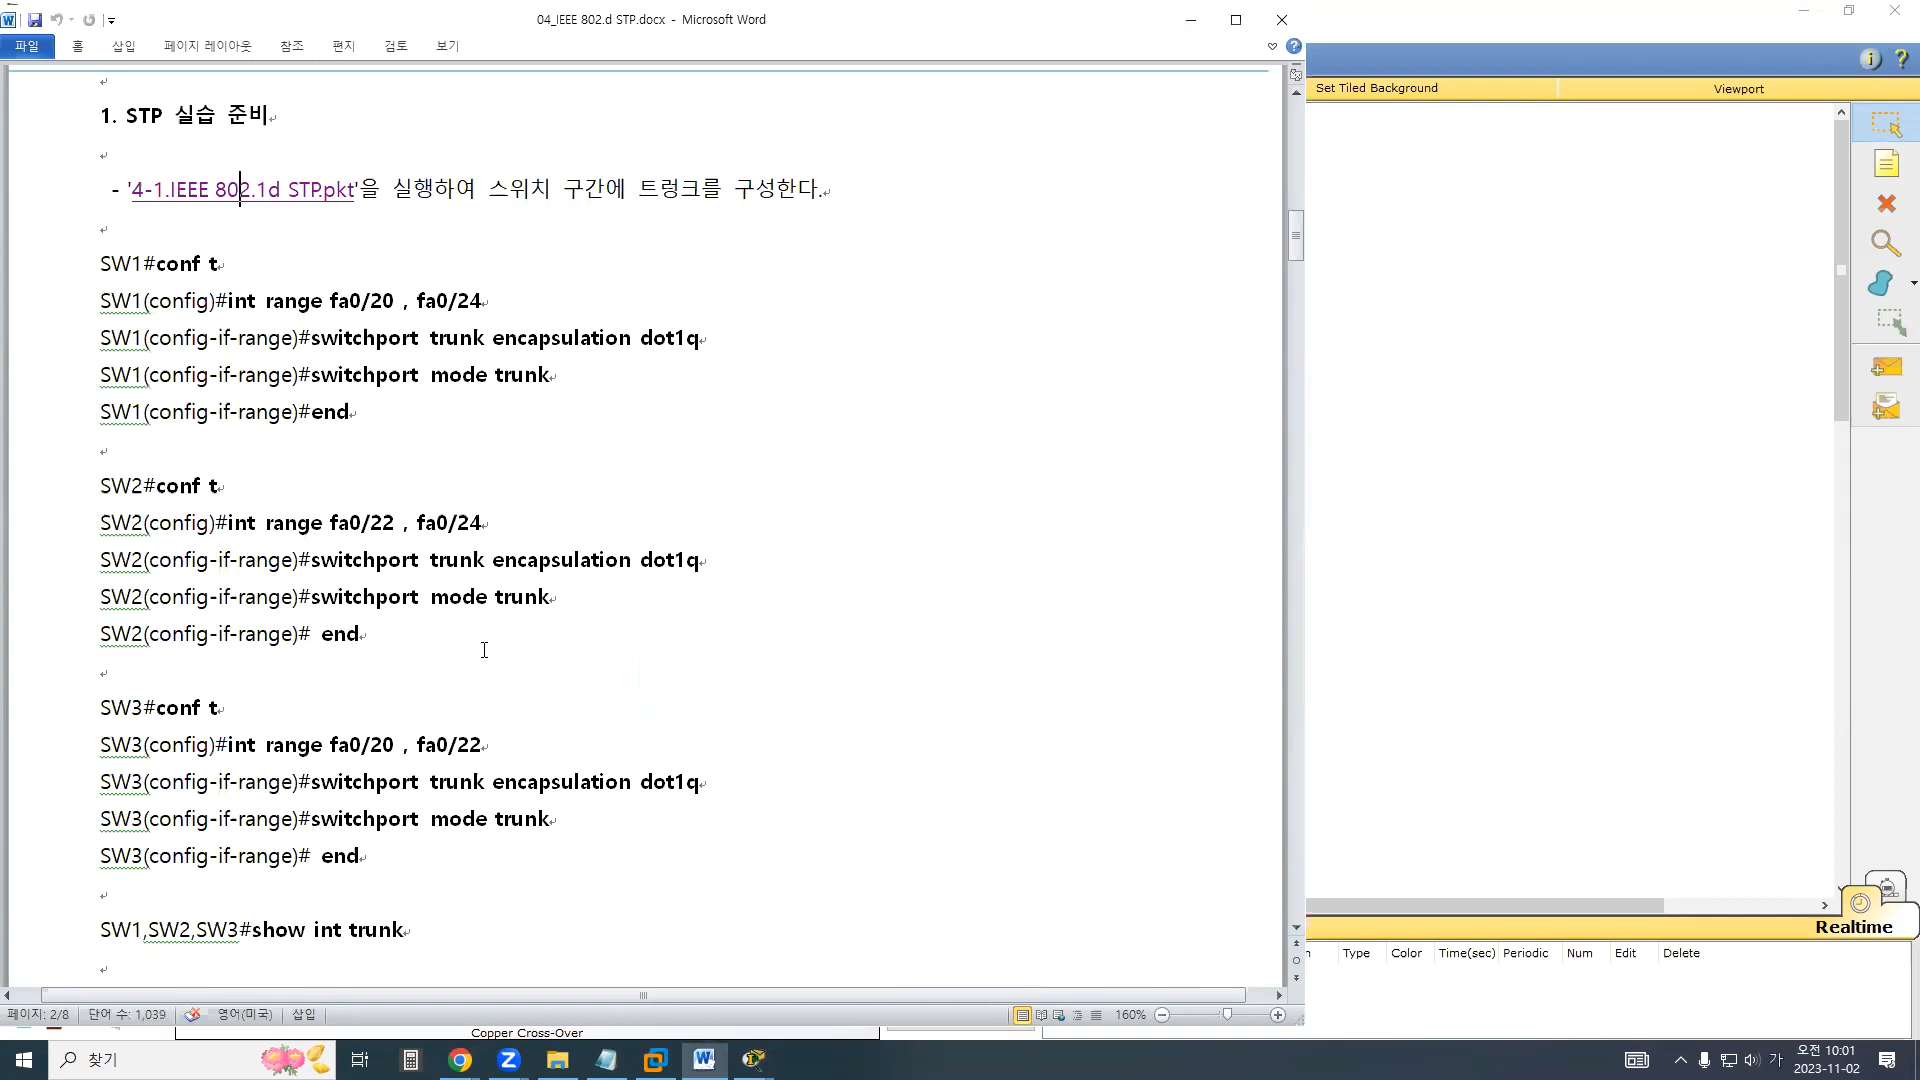 04_IEEE 802.d STP.docx - Microsoft Word
파일 홈 삽입 페이지 레이아웃 참조 편지 검토 보기
Set Tiled Background Viewport
1. STP 실습 준비
- '4-1.IEEE 802.1d STP.pkt'을 실행하여 스위치 구간에 트렁크를 구성한다.
SW1#conf t
SW1(config)#int range fa0/20 , fa0/24
SW1(config-if-range)#switchport trunk encapsulation dot1q
SW1(config-if-range)#switchport mode trunk
SW1(config-if-range)#end
SW2#conf t
SW2(config)#int range fa0/22 , fa0/24
SW2(config-if-range)#switchport trunk encapsulation dot1q
SW2(config-if-range)#switchport mode trunk
SW2(config-if-range)# end
SW3#conf t
SW3(config)#int range fa0/20 , fa0/22
SW3(config-if-range)#switchport trunk encapsulation dot1q
SW3(config-if-range)#switchport mode trunk
SW3(config-if-range)# end
SW1,SW2,SW3#show int trunk
Realtime
Type Color Time(sec) Periodic Num Edit Delete
페이지: 2/8 단어 수: 1,039 영어(미국) 삽입 160%
Copper Cross-Over
찾기
가 오전 10:01
2023-11-02